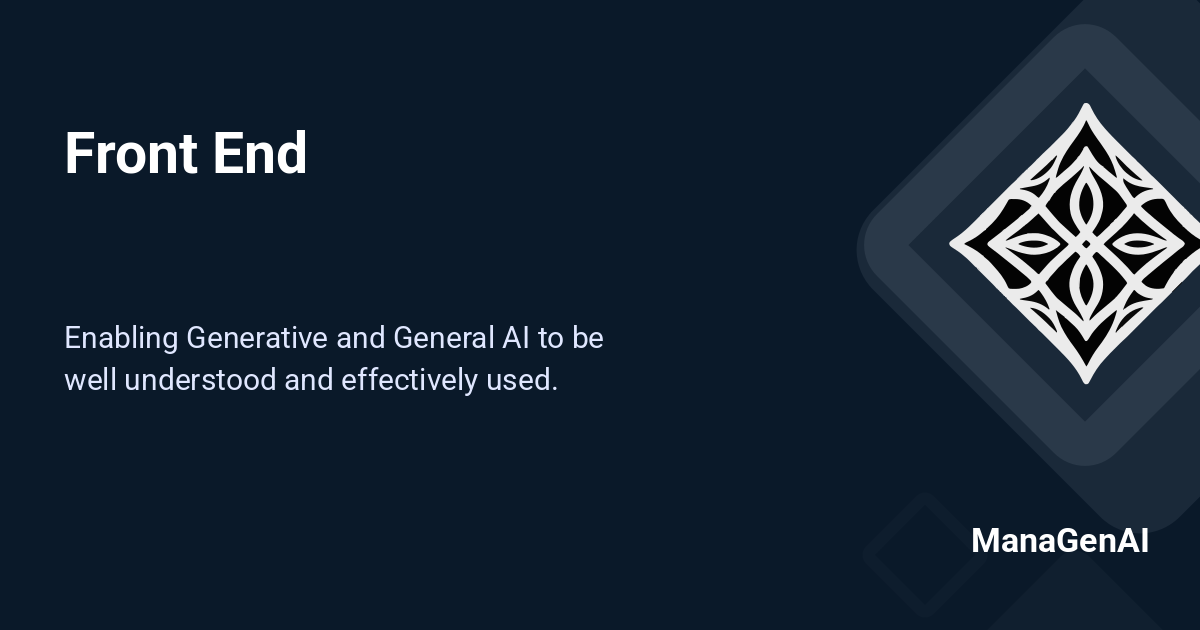 Front End
Enabling Generative and General AI to be
well understood and effectively used.
ManaGenAI